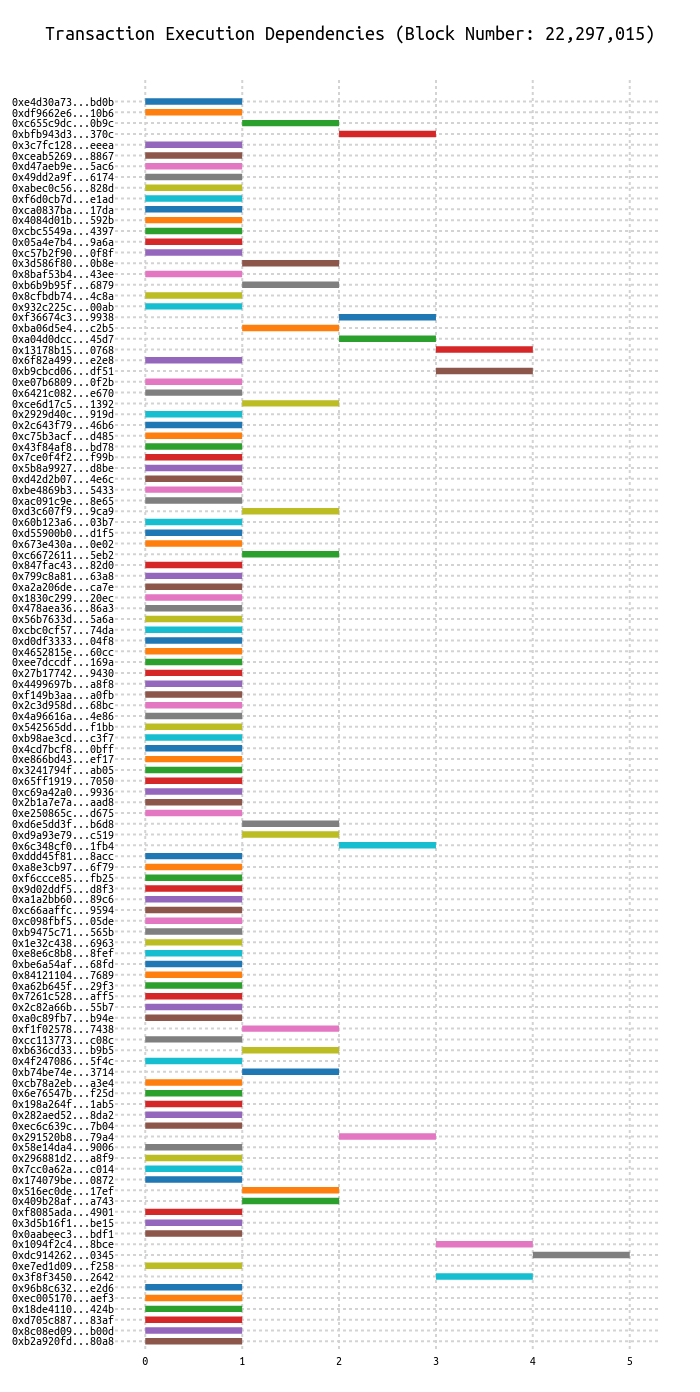 Transaction Execution Dependencies (Block Number: 22,297,015)
0xe4d30a73...bd0b
0xdf9662e6...10b6
0xc655c9dc...0b9c
0xbfb943d3...370c
0x3c7fc128...eeea
0xceab5269...8867
0xd47aeb9e...5ac6
0x49dd2a9f...6174
0xabec0c56...828d
0xf6d0cb7d...e1ad
0xca0837ba...17da
0x4084d01b...592b
0xcbc5549a...4397
0x05a4e7b4...9a6a
0xc57b2f90...0f8f
0x3d586f80...0b8e
0x8baf53b4...43ee
0xb6b9b95f...6879
0x8cfbdb74...4c8a
0x932c225c...00ab
0xf36674c3...9938
0xba06d5e4...c2b5
0xa04d0dcc...45d7
0x13178b15...0768
0x6f82a499...e2e8
0xb9cbcd06...df51
0xe07b6809...0f2b
0x6421c082...e670
0xce6d17c5...1392
0x2929d40c...919d
0x2c643f79...46b6
0xc75b3acf...d485
0x43f84af8...bd78
0x7ce0f4f2...f99b
0x5b8a9927...d8be
0xd42d2b07...4e6c
0xbe4869b3...5433
0xac091c9e...8e65
0xd3c607f9...9ca9
0x60b123a6...03b7
0xd55900b0...d1f5
0x673e430a...0e02
0xc6672611...5eb2
0x847fac43...82d0
0x799c8a81...63a8
0xa2a206de...ca7e
0x1830c299...20ec
0x478aea36...86a3
0x56b7633d...5a6a
0xcbc0cf57...74da
0xd0df3333...04f8
0x4652815e...60cc
0xee7dccdf...169a
0x27b17742...9430
0x4499697b...a8f8
0xf149b3aa...a0fb
0x2c3d958d...68bc
0x4a96616a...4e86
0x542565dd...f1bb
0xb98ae3cd...c3f7
0x4cd7bcf8...0bff
0xe866bd43...ef17
0x3241794f...ab05
0x65ff1919...7050
0xc69a42a0...9936
0x2b1a7e7a...aad8
0xe250865c...d675
0xd6e5dd3f...b6d8
0xd9a93e79...c519
0x6c348cf0...1fb4
0xddd45f81...8acc
0xa8e3cb97...6f79
0xf6ccce85...fb25
0x9d02ddf5...d8f3
0xa1a2bb60...89c6
0xc66aaffc...9594
0xc098fbf5...05de
0xb9475c71...565b
0x1e32c438...6963
0xe8e6c8b8...8fef
0xbe6a54af...68fd
0x84121104...7689
0xa62b645f...29f3
0x7261c528...aff5
0x2c82a66b...55b7
0xa0c89fb7...b94e
0xf1f02578...7438
0xcc113773...c08c
0xb636cd33...b9b5
0x4f247086...5f4c
0xb74be74e...3714
0xcb78a2eb...a3e4
0x6e76547b...f25d
0x198a264f...1ab5
0x282aed52...8da2
0xec6c639c...7b04
0x291520b8...79a4
0x58e14da4...9006
0x296881d2...a8f9
0x7cc0a62a...c014
0x174079be...0872
0x516ec0de...17ef
0x409b28af...a743
0xf8085ada...4901
0x3d5b16f1...be15
0x0aabeec3...bdf1
0x1094f2c4...8bce
0xdc914262...0345
0xe7ed1d09...f258
0x3f8f3450...2642
0x96b8c632...e2d6
0xec005170...aef3
0x18de4110...424b
0xd705c887...83af
0x8c08ed09...b00d
0xb2a920fd...80a8
0 1 2 3 4 5